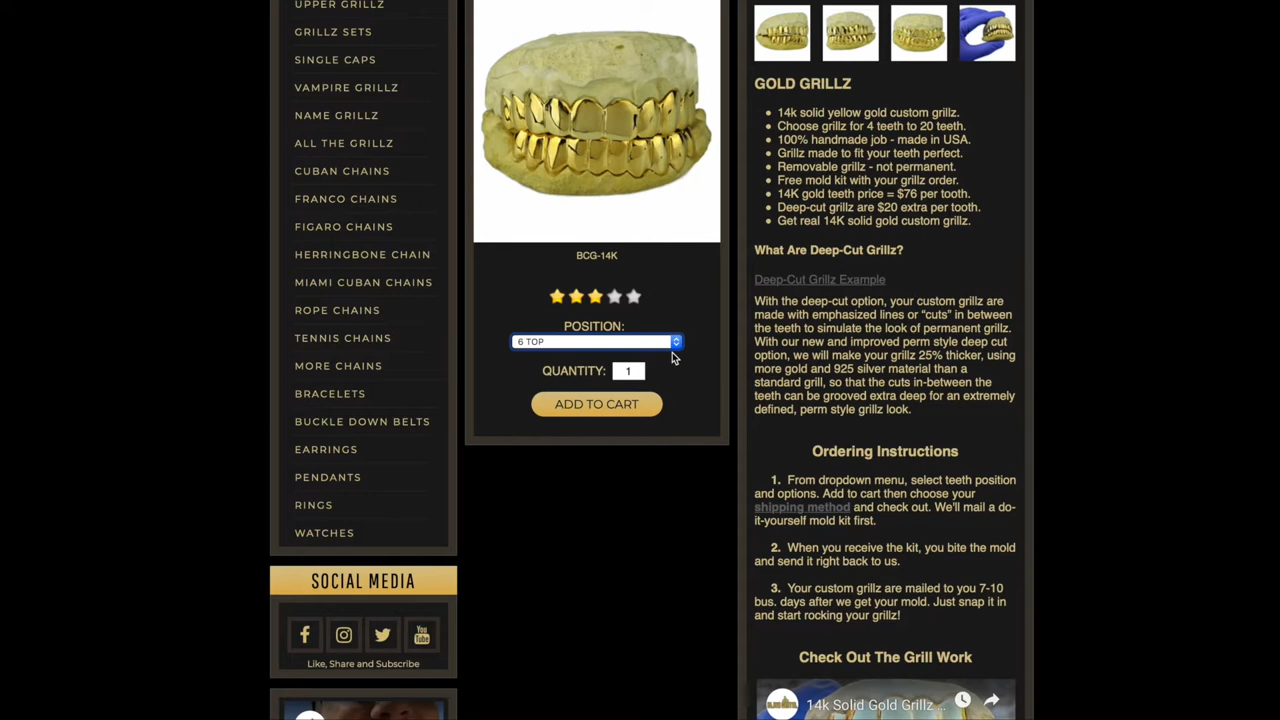 UPPER GRILLZ
GRILLZ SETS
SINGLE CAPS
VAMPIRE GRILLZ
NAME GRILLZ
ALL THE GRILLZ
CUBAN CHAINS
FRANCO CHAINS
FIGARO CHAINS
HERRINGBONE CHAIN
MIAMI CUBAN CHAINS
ROPE CHAINS
TENNIS CHAINS
MORE CHAINS
BRACELETS
BUCKLE DOWN BELTS
EARRINGS
PENDANTS
RINGS
WATCHES
SOCIAL MEDIA
You
Tube
Like, Share and Subscribe
BCG-14K
POSITION:
6 TOP
QUANTITY: 1
ADD TO CART
GOLD GRILLZ
14k solid yellow gold custom grillz.
Choose grillz for 4 teeth to 20 teeth.
100% handmade job - made in USA.
Grillz made to fit your teeth perfect.
Removable grillz - not permanent.
Free mold kit with your grillz order.
14K gold teeth price = $76 per tooth.
Deep-cut grillz are $20 extra per tooth.
Get real 14K solid gold custom grillz.
What Are Deep-Cut Grillz?
Deep-Cut Grillz Example
With the deep-cut option, your custom grillz are
made with emphasized lines or “cuts” in between
the teeth to simulate the look of permanent grillz.
With our new and improved perm style deep cut
option, we will make your grillz 25% thicker, using
more gold and 925 silver material than a
standard grill, so that the cuts in-between the
teeth can be grooved extra deep for an extremely
defined, perm style grillz look.
Ordering Instructions
1. From dropdown menu, select teeth position
and options. Add to cart then choose your
shipping method and check out. We'll mail a do-
it-yourself mold kit first.
2. When you receive the kit, you bite the mold
and send it right back to us.
3. Your custom grillz are mailed to you 7-10
bus. days after we get your mold. Just snap it in
and start rocking your grillz!
Check Out The Grill Work
14k Solid Gold Grillz ...